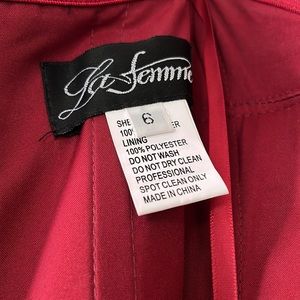 La Femme
6
SHE
100
LINING
100% POLYESTER
DO NOT WASH
DO NOT DRY CLEAN
PROFESSIONAL
SPOT CLEAN ONLY
MADE IN CHINA